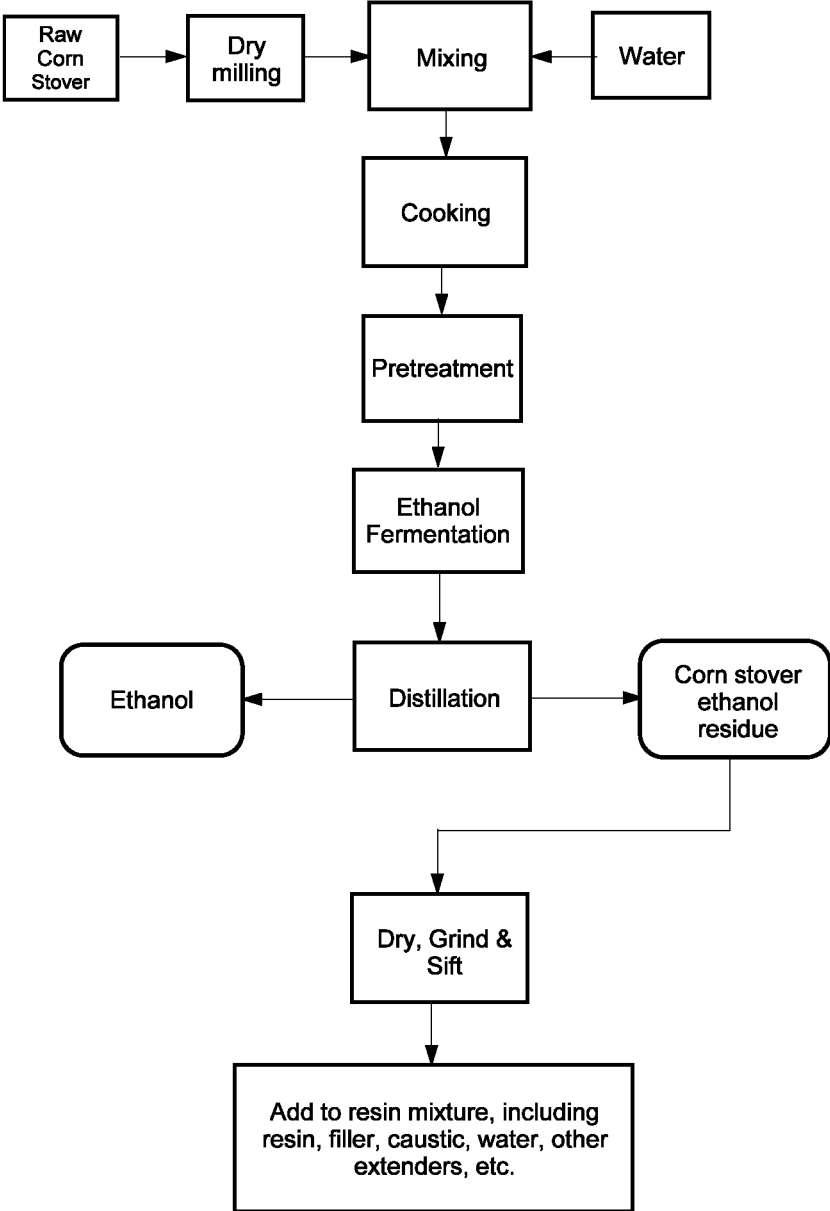 Raw
Corn
Stover
Dry
milling
Mixing
Water
Cooking
Pretreatment
Ethanol
Fermentation
Ethanol
Distillation
Corn stover
ethanol
residue
Dry, Grind &
Sift
Add to resin mixture, including
resin, filler, caustic, water, other
extenders, etc.